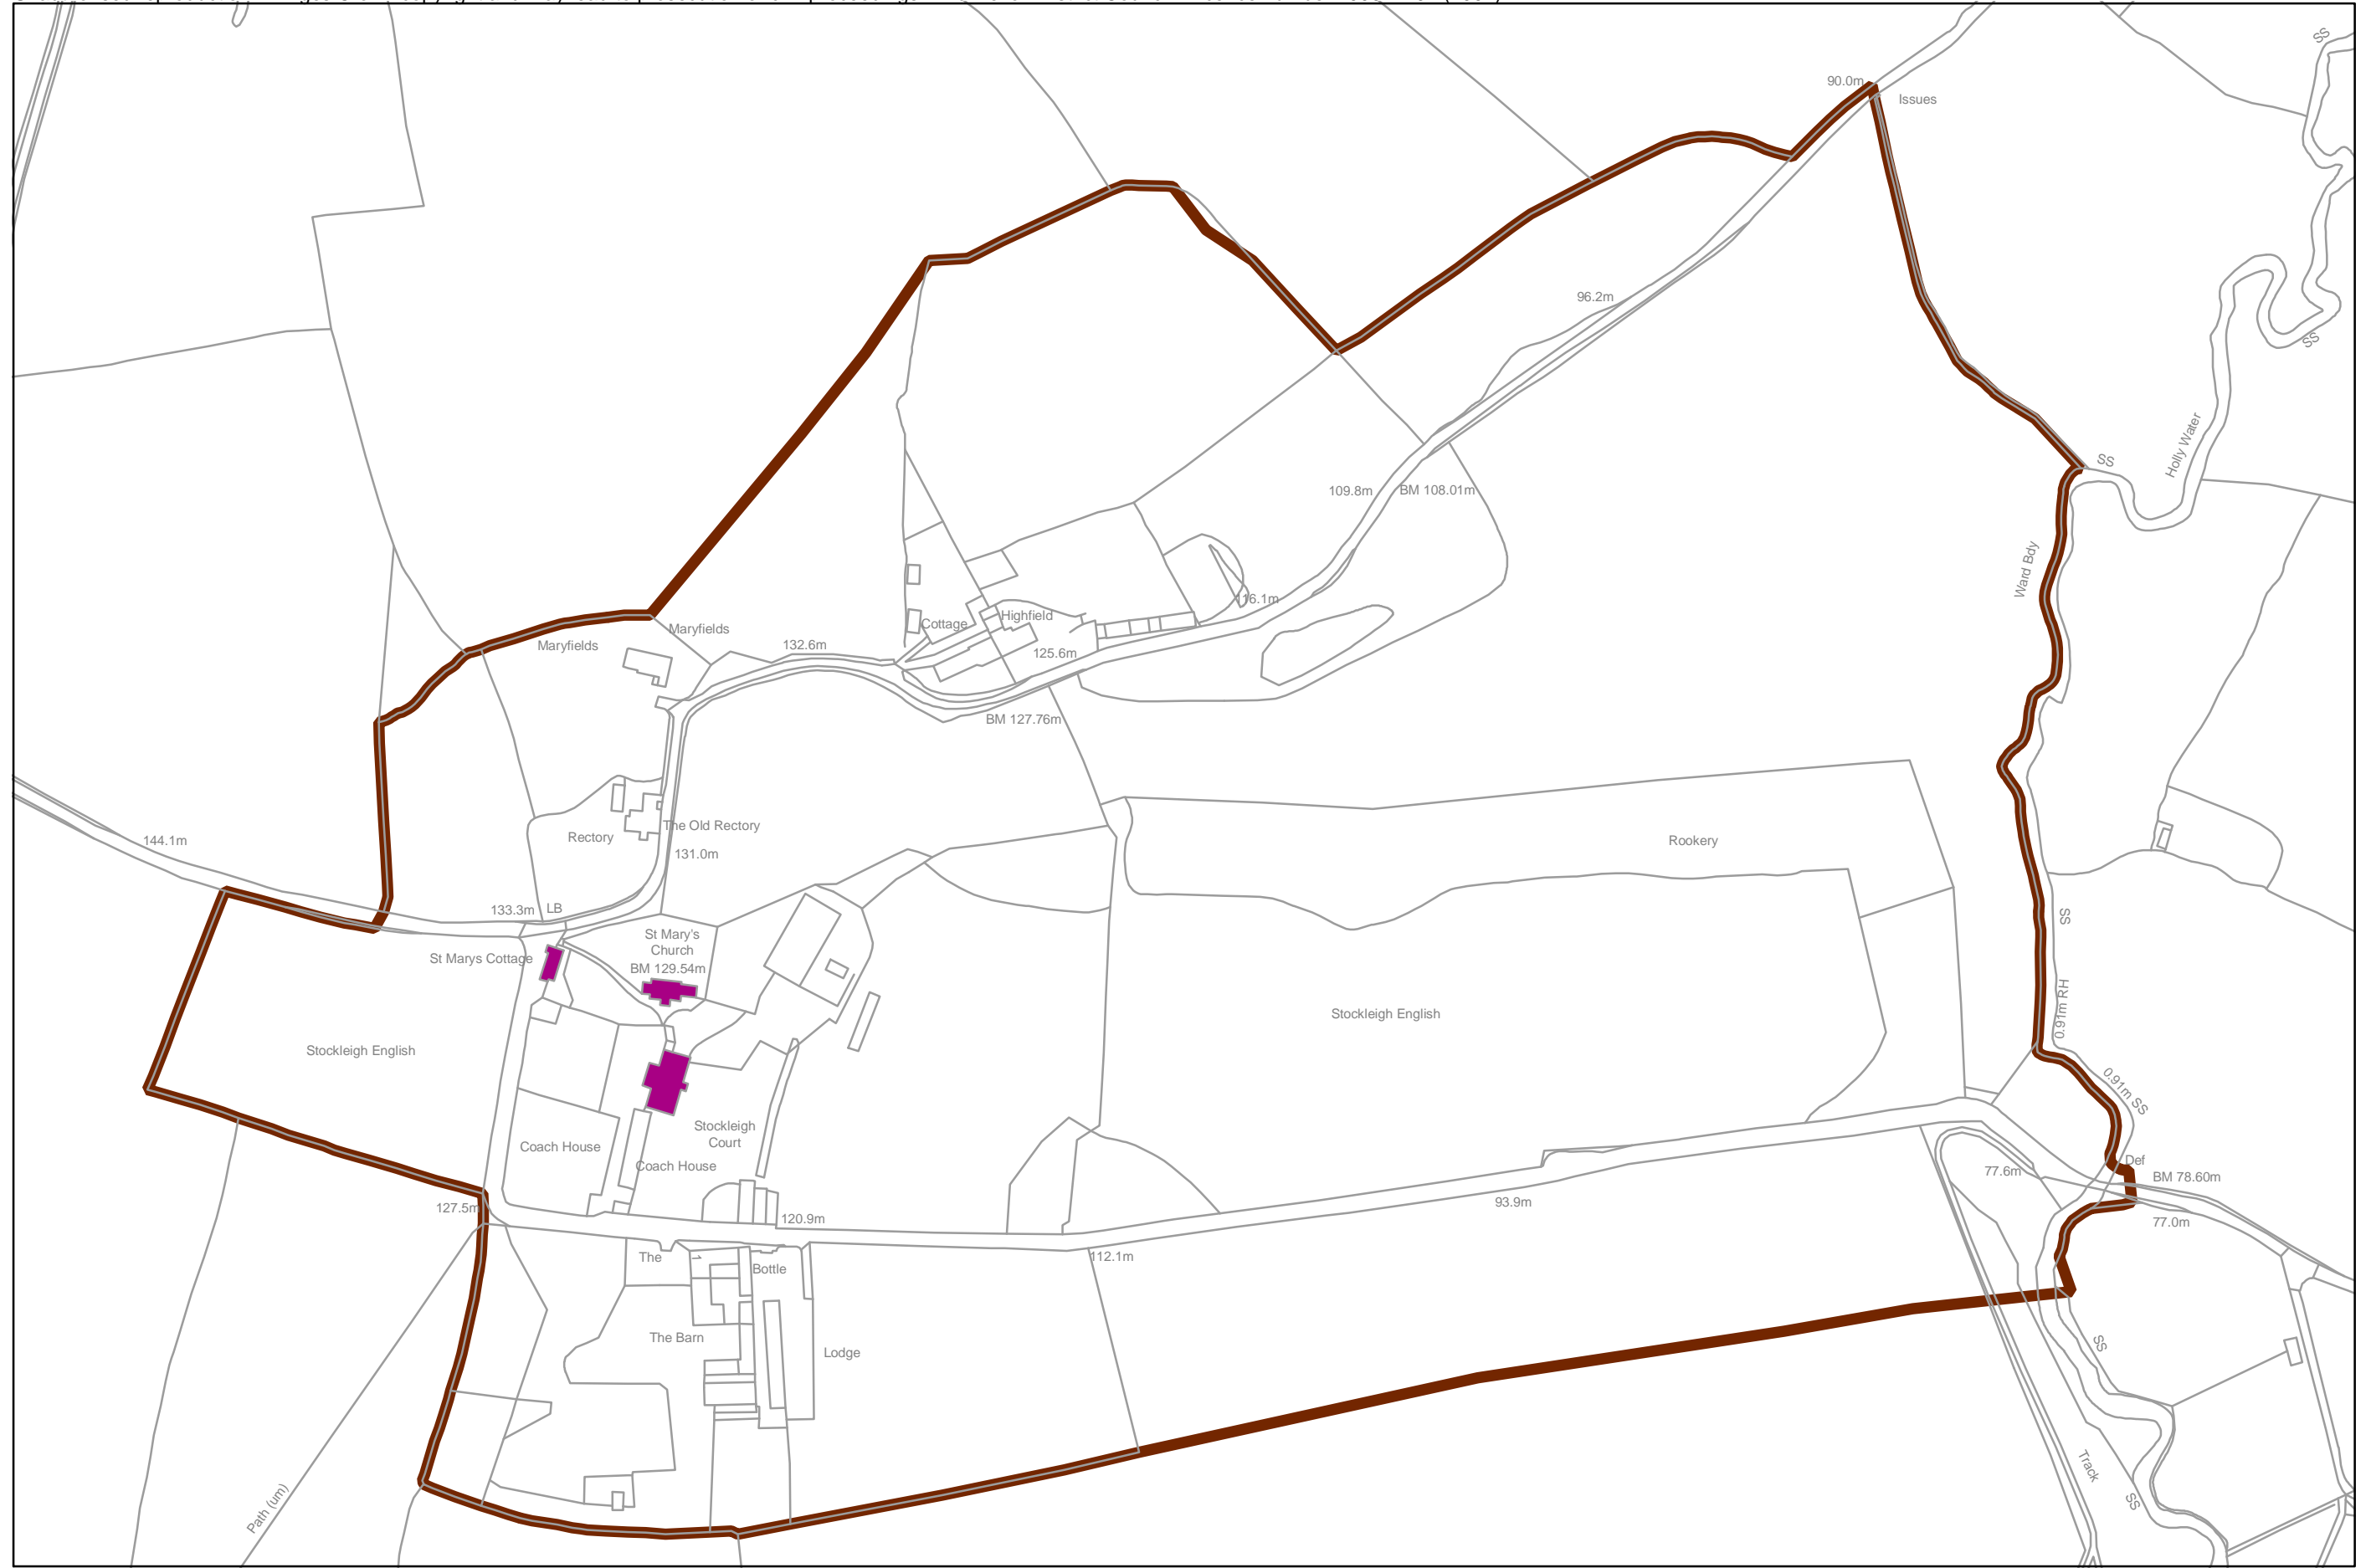 SS
90.0m
Issues
96.2m
SS
Holly Water
SS
109.8m
BM 108.01m
Ward Bdy
116.1m
Cottage
Highfield
Maryfields
Maryfields
132.6m
125.6m
BM 127.76m
144.1m
Rectory
The Old Rectory
131.0m
Rookery
133.3m
LB
St Mary's
Church
BM 129.54m
St Marys Cottage
SS
0.91m RH
Stockleigh English
Stockleigh English
0.91m SS
Stockleigh
Court
Coach House
Coach House
Def
BM 78.60m
77.6m
77.0m
127.5m
120.9m
93.9m
112.1m
The
1
Bottle
The Barn
Lodge
SS
Track
SS
Path (um)